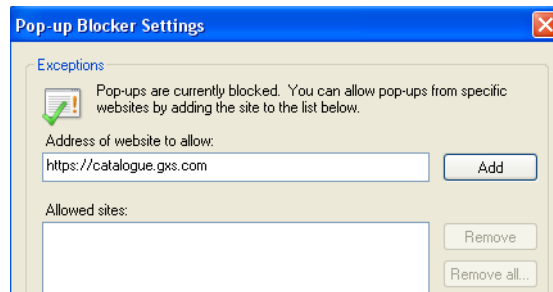 Pop-up Blocker Settings
Exceptions
Pop-ups are currently blocked. You can allow pop-ups from specific
websites by adding the site to the list below.
Address of website to allow:
https://catalogue.gxs.com
Add
Allowed sites:
Remove
Remove all...